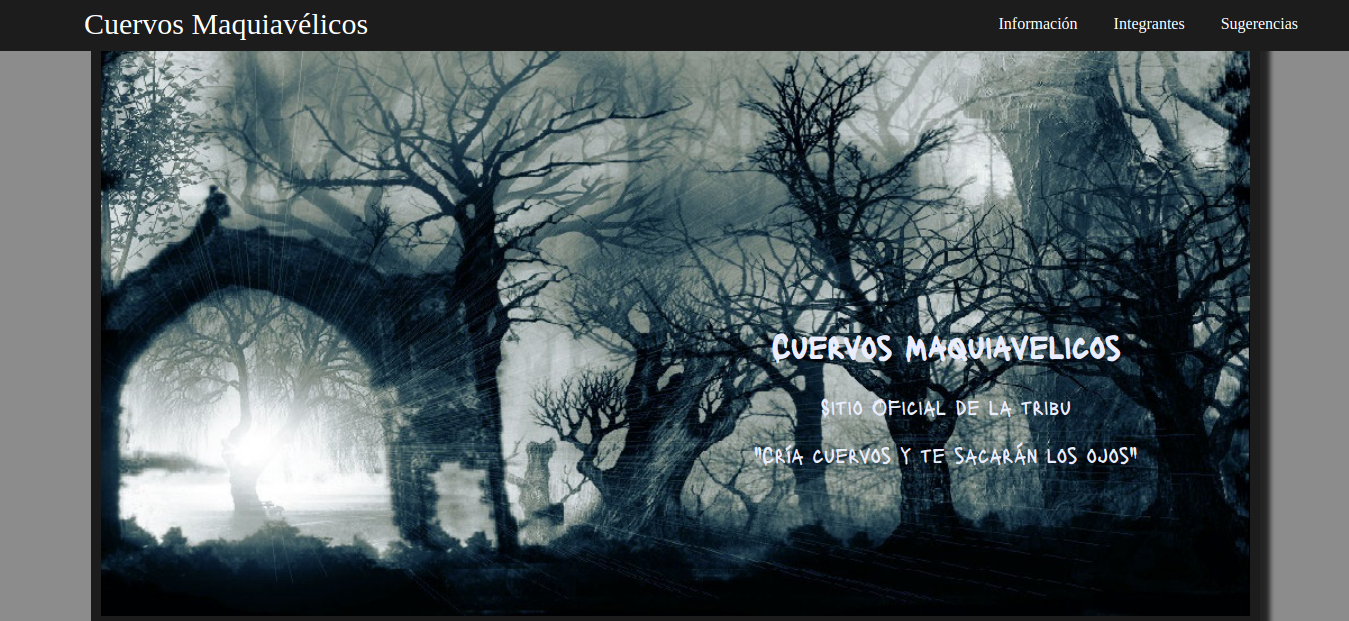 Cuervos Maquiavélicos
Información Integrantes Sugerencias
CUERVOS MAQUIAVELICOS
SITIO OFICIAL DE LA TRIBU
"CRÍA CUERVOS Y TE SACARÁN LOS OJOS"